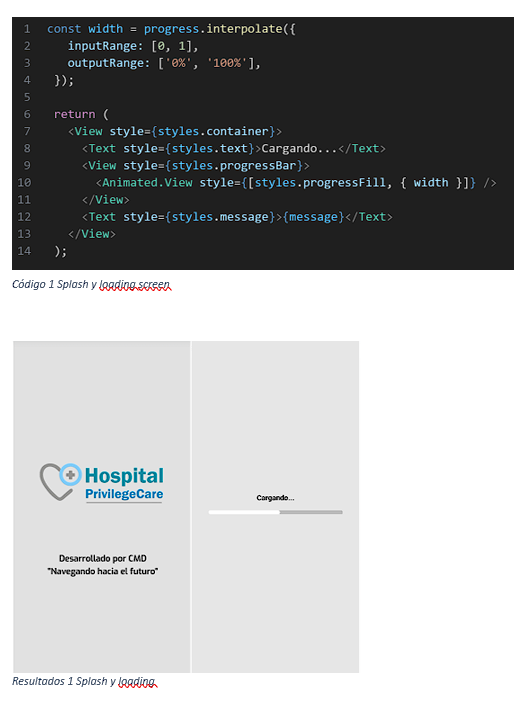 1 const width = progress.interpolate({
2 inputRange: [0, 1],
3 outputRange: ['0%', '100%'],
4 });
5
6 return (
7 <View style={styles.container}>
8 <Text style={styles.text}>Cargando...</Text>
9 <View style={styles.progressBar}>
10 <Animated.View style={[styles.progressFill, { width }]} />
11 </View>
12 <Text style={styles.message}>{message}</Text>
13 </View>
14 );
Código 1 Splash y loading screen
Hospital
PrivilegeCare
Desarrollado por CMD
"Navegando hacia el futuro"
Cargando...
Resultados 1 Splash y loading